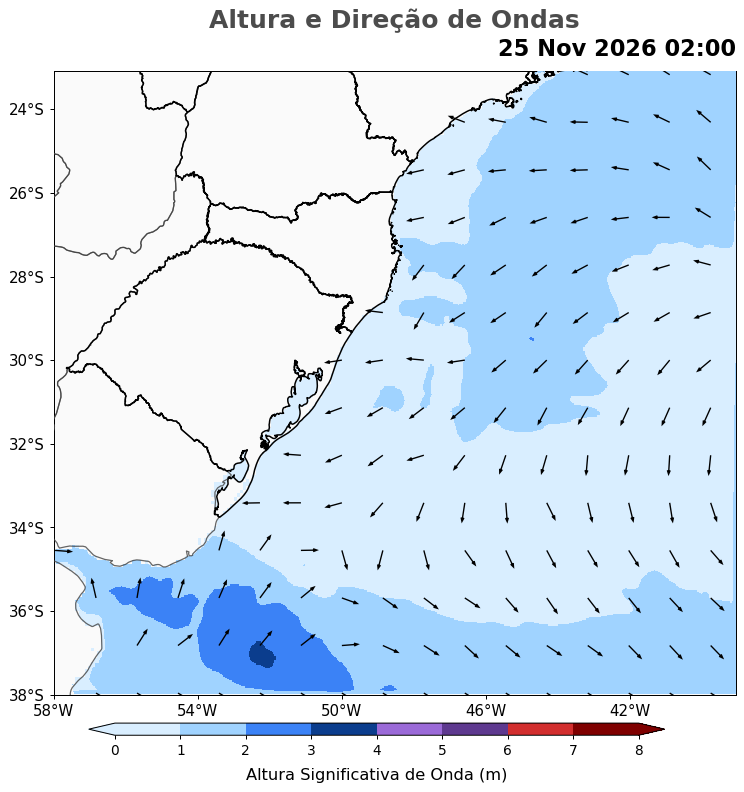 Altura e Direção de Ondas
25 Nov 2026 02:00
24°S
26°S
28°S
30°S
32°S
34°S
36°S
38°S
58°W 54°W 50°W 46°W 42°W
0 1 2 3 4 5 6 7 8
Altura Significativa de Onda (m)